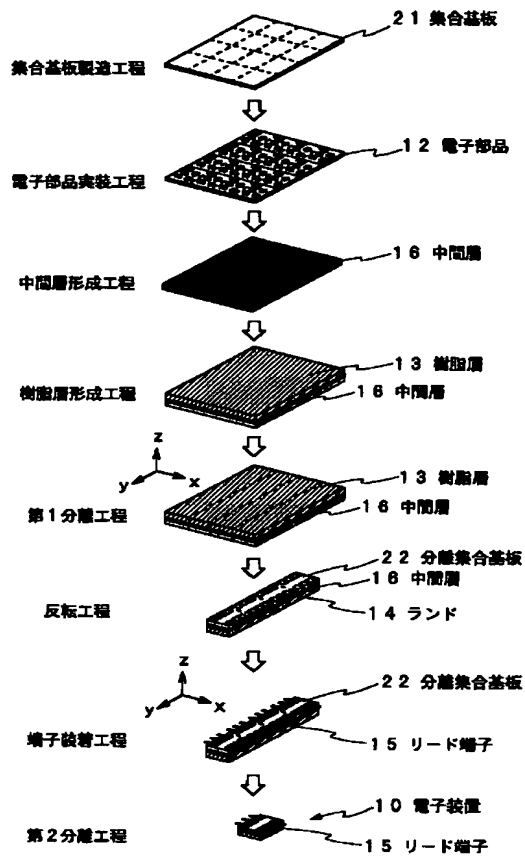 21 集合基板
集合基板製造工程
12 電子部品
電子部品実装工程
16 中間層
中間層形成工程
13 樹脂層
16 中間層
樹脂層形成工程
z
y x
13 樹脂層
16 中間層
第1分離工程
22 分離集合基板
16 中間層
14 ランド
反転工程
z
y x
22 分離集合基板
15 リード端子
端子装着工程
10 電子装置
15 リード端子
第2分離工程